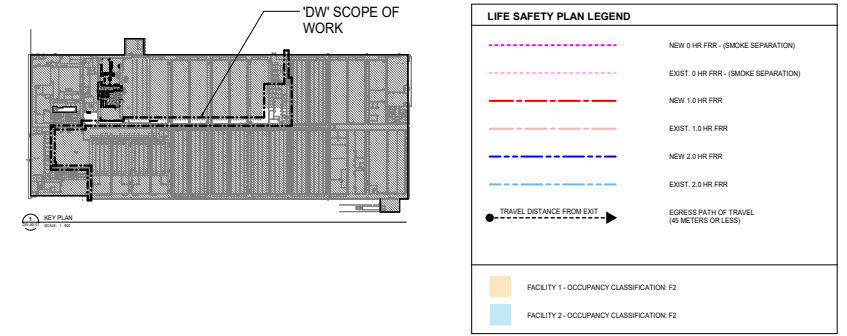 'DW' SCOPE OF
WORK
1
KEY PLAN
SCALE: 1 : 600
LIFE SAFETY PLAN LEGEND
NEW 0 HR FRR - (SMOKE SEPARATION)
EXIST. 0 HR FRR - (SMOKE SEPARATION)
NEW 1.0 HR FRR
EXIST. 1.0 HR FRR
NEW 2.0 HR FRR
EXIST. 2.0 HR FRR
TRAVEL DISTANCE FROM EXIT
EGRESS PATH OF TRAVEL
(45 METERS OR LESS)
FACILITY 1 - OCCUPANCY CLASSIFICATION: F2
FACILITY 2 - OCCUPANCY CLASSIFICATION: F2